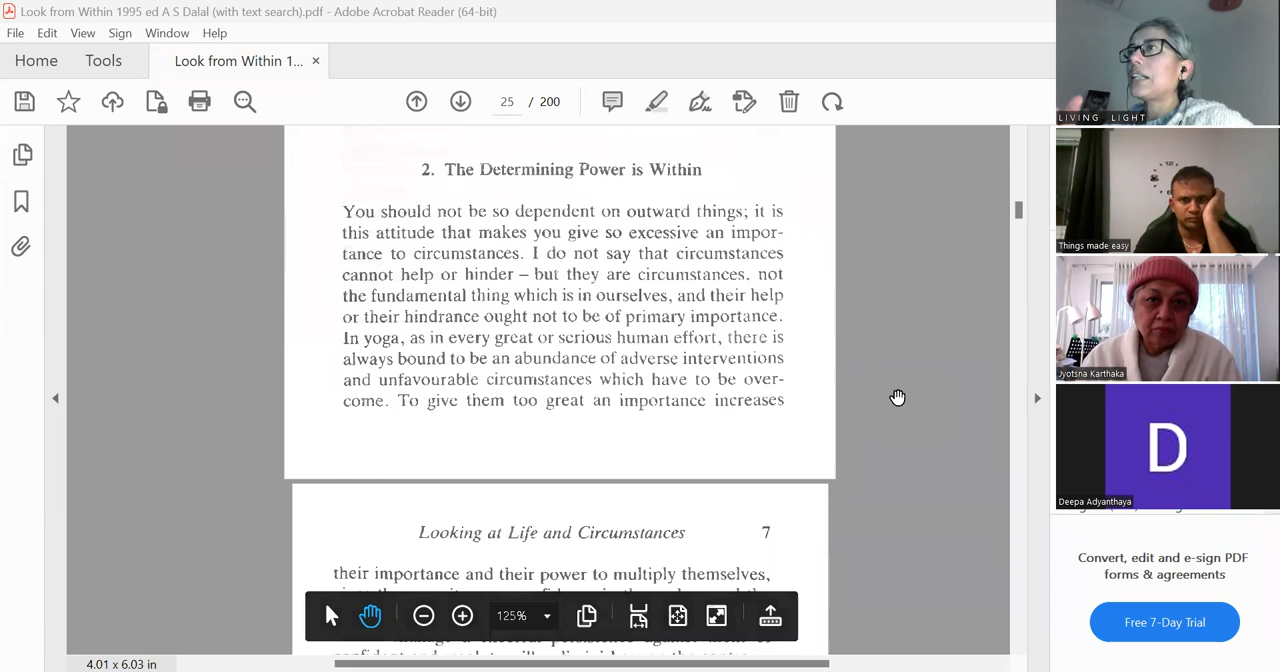 Look from Within 1995 ed A S Dalal (with text search).pdf - Adobe Acrobat Reader (64-bit)
File Edit View Sign Window Help
Home Tools Look from Within 1... ×
25 / 200
2. The Determining Power is Within
You should not be so dependent on outward things; it is
this attitude that makes you give so excessive an impor-
tance to circumstances. I do not say that circumstances
cannot help or hinder – but they are circumstances, not
the fundamental thing which is in ourselves, and their help
or their hindrance ought not to be of primary importance.
In yoga, as in every great or serious human effort, there is
always bound to be an abundance of adverse interventions
and unfavourable circumstances which have to be over-
come. To give them too great an importance increases
Looking at Life and Circumstances 7
their importance and their power to multiply themselves,
125%
4.01 x 6.03 in
LIVING LIGHT
Things made easy
Jyotsna Karthaka
D
Deepa Adyanthaya
Convert, edit and e-sign PDF
forms & agreements
Free 7-Day Trial